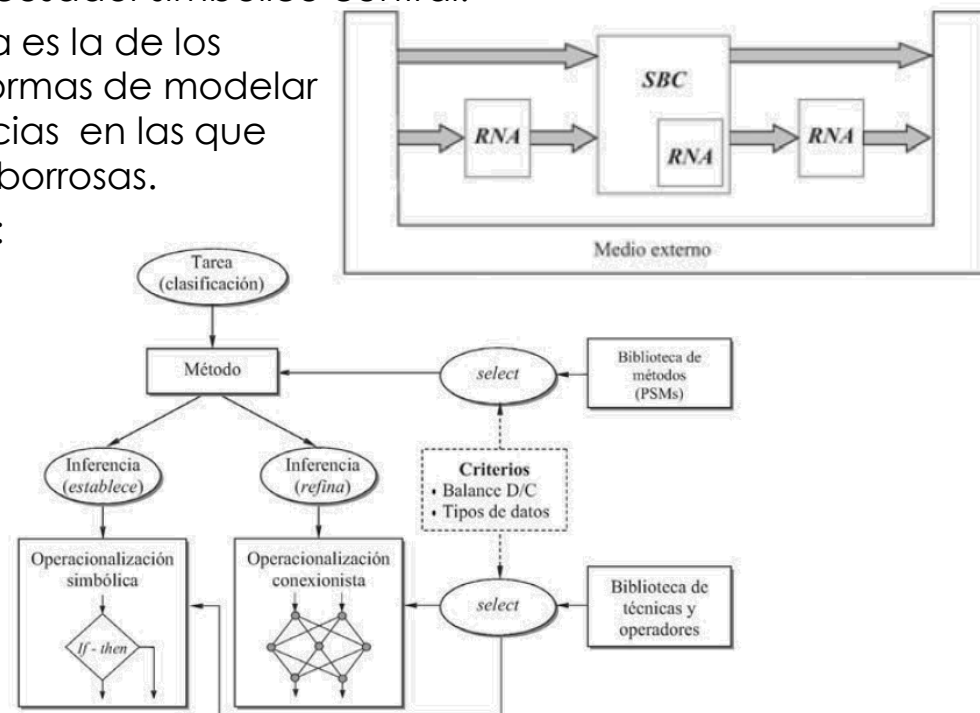 simbólico central.
a es la de los
ormas de modelar
cias en las que
borrosas.
:
SBC
RNA
RNA
RNA
Medio externo
Tarea
(clasificación)
Método
select
Biblioteca de
métodos
(PSMs)
Inferencia
(establece)
Inferencia
(refina)
Criterios
• Balance D/C
• Tipos de datos
Operacionalización
simbólica
If - then
Operacionalización
conexionista
select
Biblioteca de
técnicas y
operadores